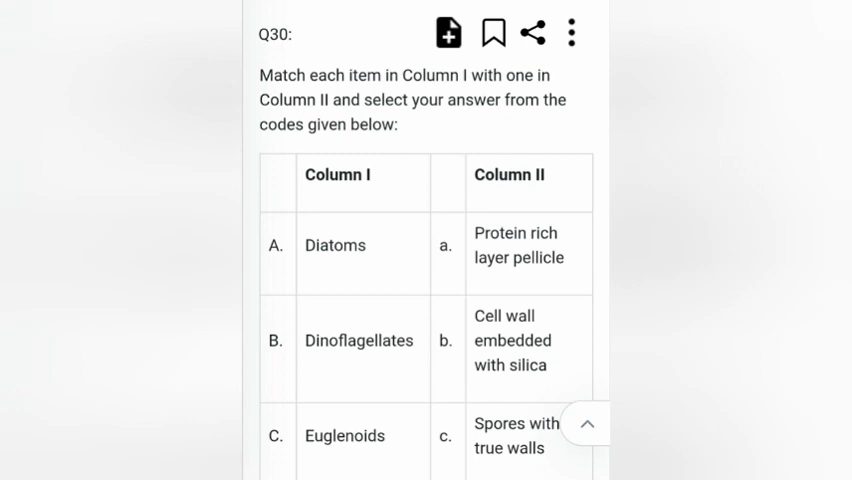 Q30:
Match each item in Column I with one in
Column II and select your answer from the
codes given below:
Column I Column II
A. Diatoms a. Protein rich
layer pellicle
B. Dinoflagellates b. Cell wall
embedded
with silica
C. Euglenoids c. Spores with
true walls